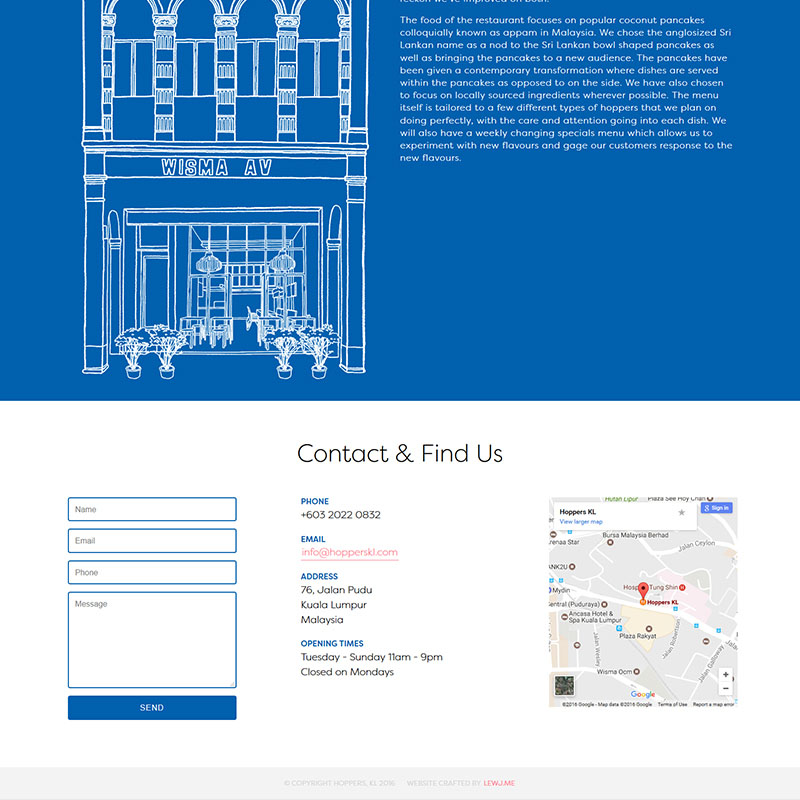 reckon we've improved on both.
The food of the restaurant focuses on popular coconut pancakes
colloquially known as appam in Malaysia. We chose the anglosized Sri
Lankan name as a nod to the Sri Lankan bowl shaped pancakes as
well as bringing the pancakes to a new audience. The pancakes have
been given a contemporary transformation where dishes are served
within the pancakes as opposed to on the side. We have also chosen
to focus on locally sourced ingredients wherever possible. The menu
itself is tailored to a few different types of hoppers that we plan on
doing perfectly, with the care and attention going into each dish. We
will also have a weekly changing specials menu which allows us to
experiment with new flavours and gage our customers response to the
new flavours.
WISMA AV
Contact & Find Us
Name
Email
Phone
Message
SEND
PHONE
+603 2022 0832
EMAIL
info@hopperskl.com
ADDRESS
76, Jalan Pudu
Kuala Lumpur
Malaysia
OPENING TIMES
Tuesday - Sunday 11am - 9pm
Closed on Mondays
Hutan Lipur
Plaza See Hoy Chan
Hoppers KL
View larger map
Sign in
Bursa Malaysia Berhad
Jalan Ceylon
ANK2U
Mydin
Tung Shin
Hoppers KL
entral (Puduraya)
Ancasa Hotel &
Spa Kuala Lumpur
Plaza Rakyat
Jalan Wesley
Jalan Robertson
Jalan Galloway
Wisma Ocm
Google
©2016 Google - Map data ©2016 Google
Terms of Use
Report a map error
© COPYRIGHT HOPPERS, KL 2016
WEBSITE CRAFTED BY LEWJ.ME